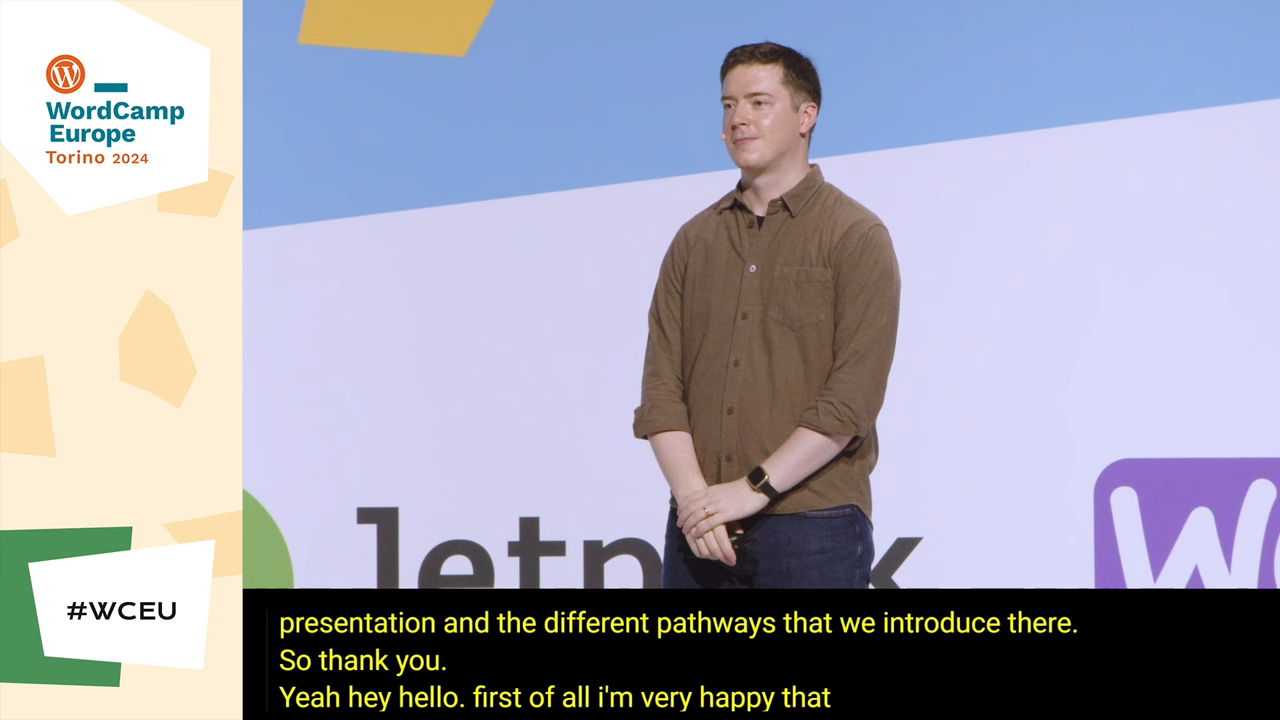 WordCamp
Europe
Torino 2024
#WCEU
Jetp k
W
presentation and the different pathways that we introduce there.
So thank you.
Yeah hey hello. first of all i'm very happy that